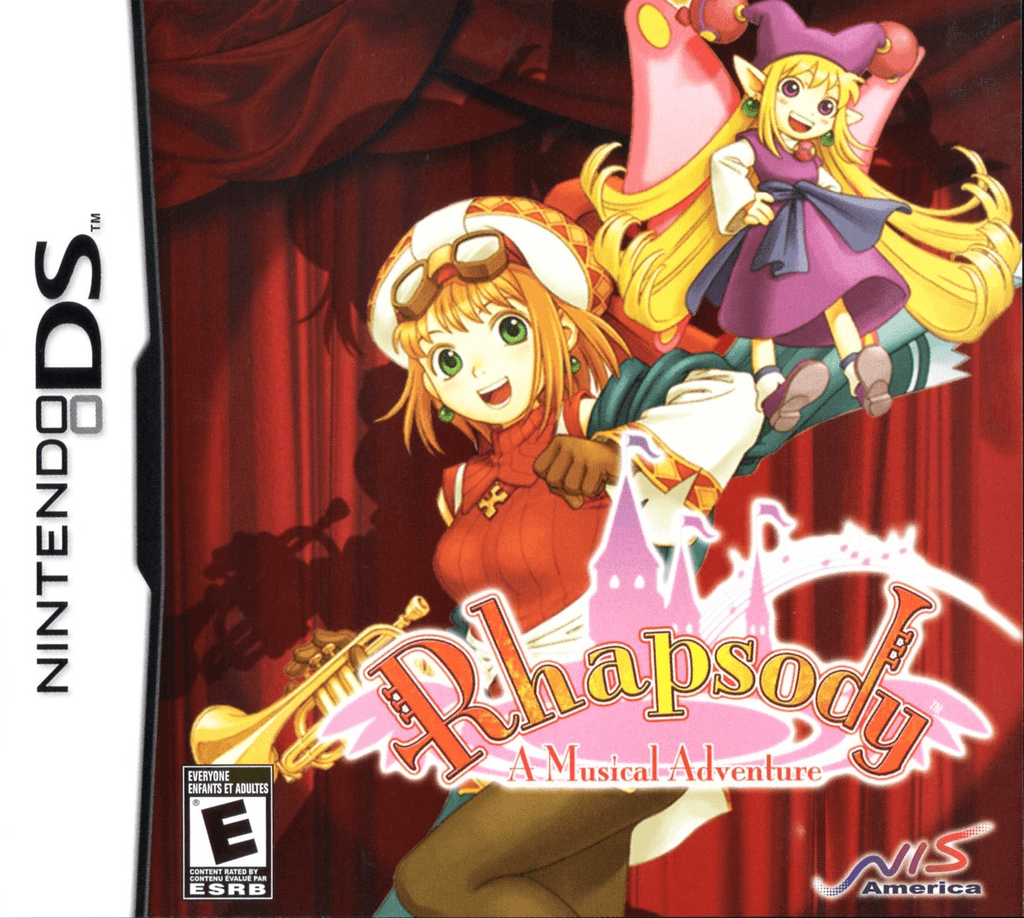 NINTENDO DS™
Rhapsody™
A Musical Adventure
EVERYONE
ENFANTS ET ADULTES
®
E
CONTENT RATED BY
CONTENU ÉVALUÉ PAR
ESRB
NIS
America